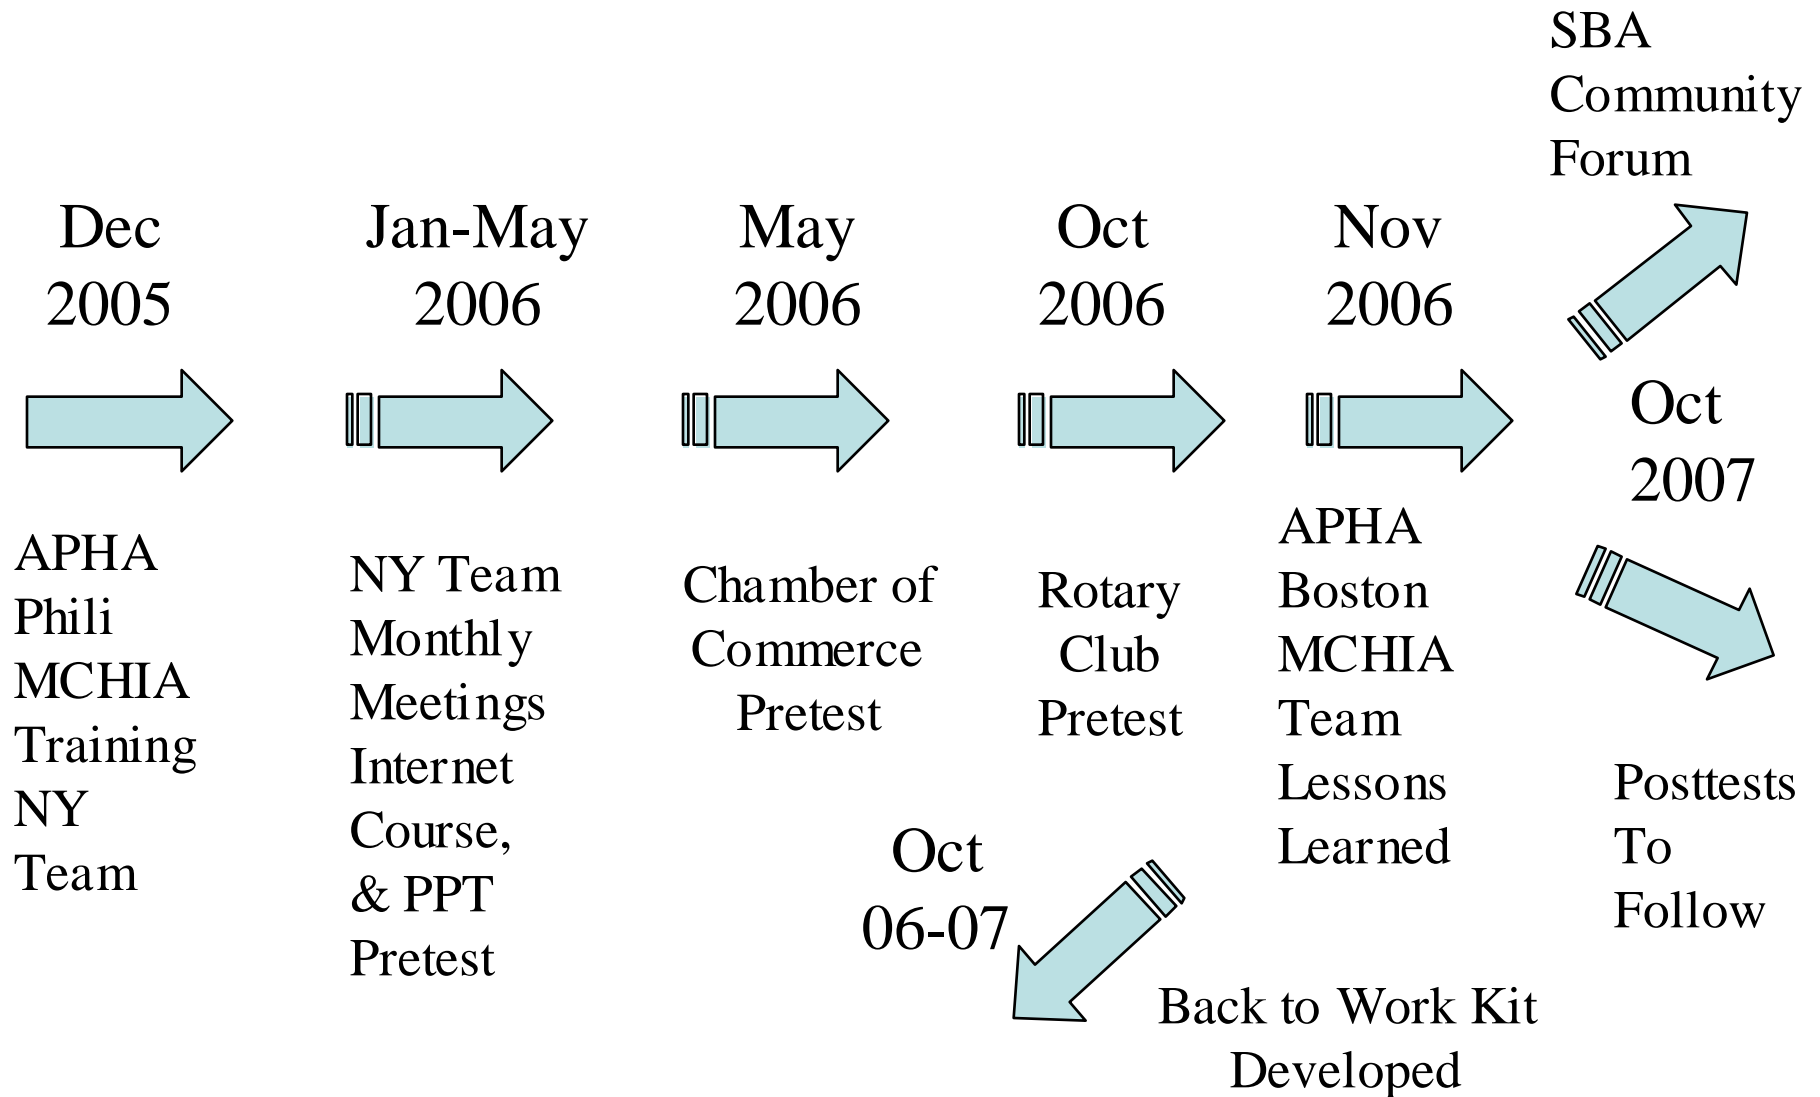 Dec
2005
APHA
Phili
MCHIA
Training
NY
Team
Jan-May
2006
NY Team
Monthly
Meetings
Internet
Course,
& PPT
Pretest
May
2006
Chamber of
Commerce
Pretest
Oct
2006
Rotary
Club
Pretest
Nov
2006
APHA
Boston
MCHIA
Team
Lessons
Learned
SBA
Community
Forum
Oct
2007
Posttests
To
Follow
Oct
06-07
Back to Work Kit
Developed